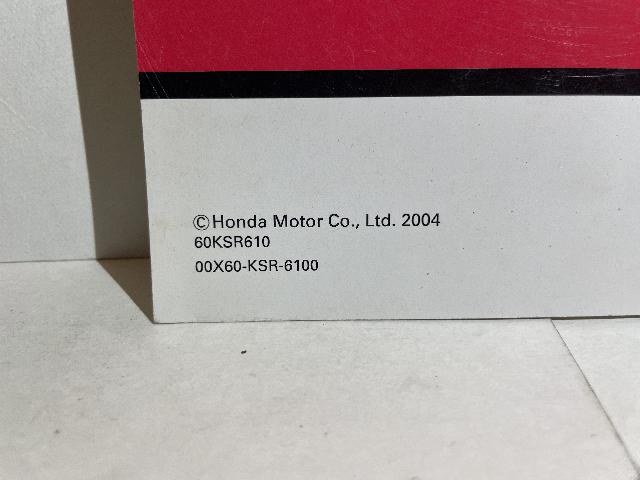 ©Honda Motor Co., Ltd. 2004
60KSR610
00X60-KSR-6100